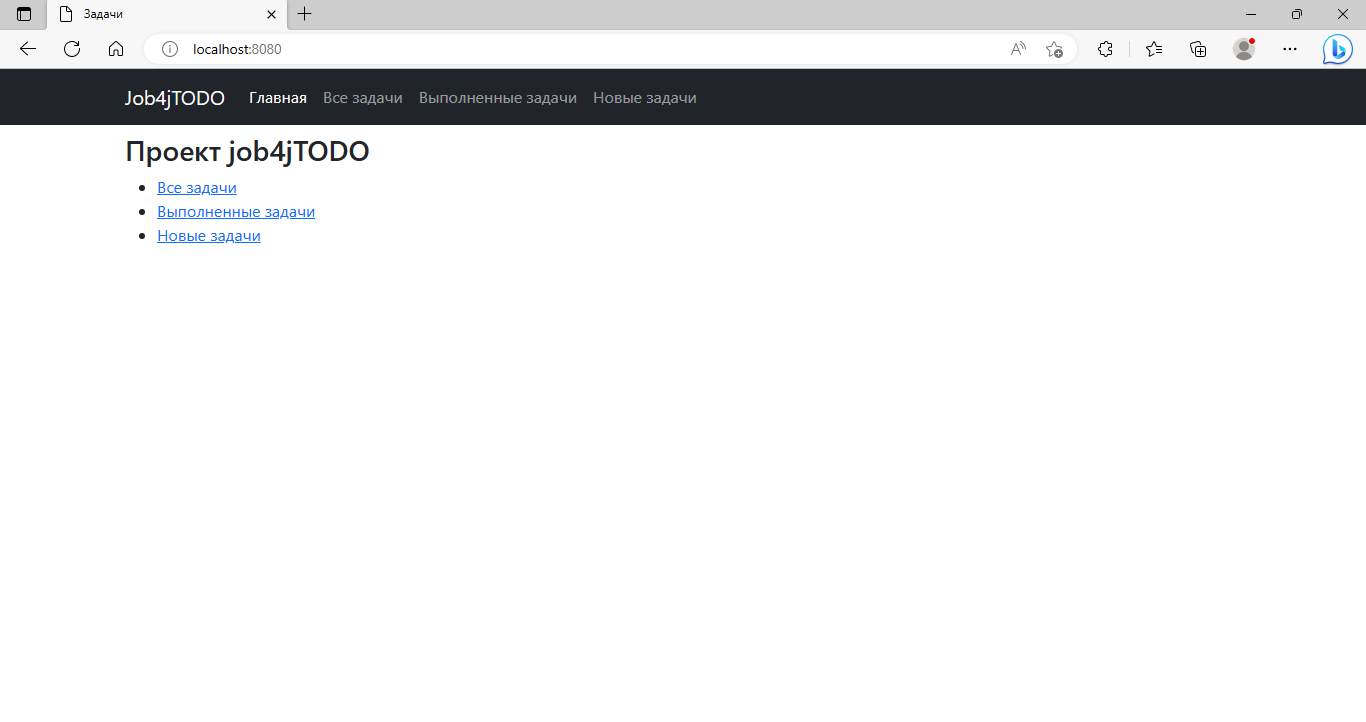 Задачи
localhost:8080
Job4jTODO Главная Все задачи Выполненные задачи Новые задачи
Проект job4jTODO
Все задачи
Выполненные задачи
Новые задачи